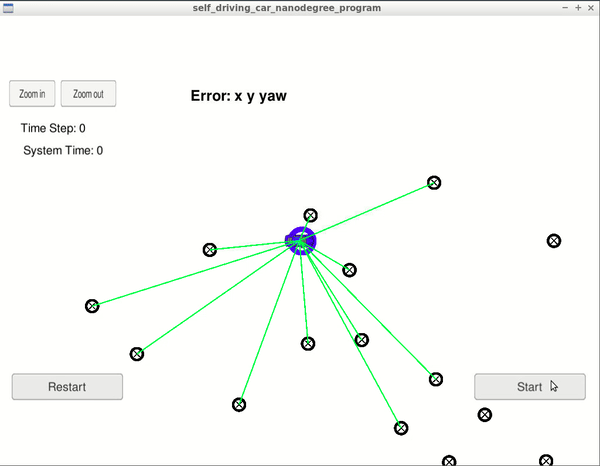 self_driving_car_nanodegree_program
Zoom in
Zoom out
Error: x y yaw
Time Step: 0
System Time: 0
Restart
Start